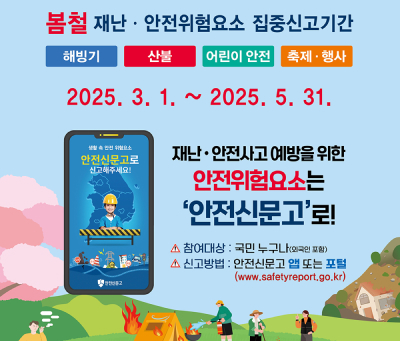 봄철 재난·안전위험요소 집중신고기간
해빙기 산불 어린이 안전 축제·행사
2025. 3. 1. ~ 2025. 5. 31.
생활 속 안전 위험요소
안전신문고로
신고해주세요!
안전신문고
재난·안전사고 예방을 위한
안전위험요소는
‘안전신문고’로!
참여대상 : 국민 누구나(외국인 포함)
신고방법 : 안전신문고 앱 또는 포털
(www.safetyreport.go.kr)